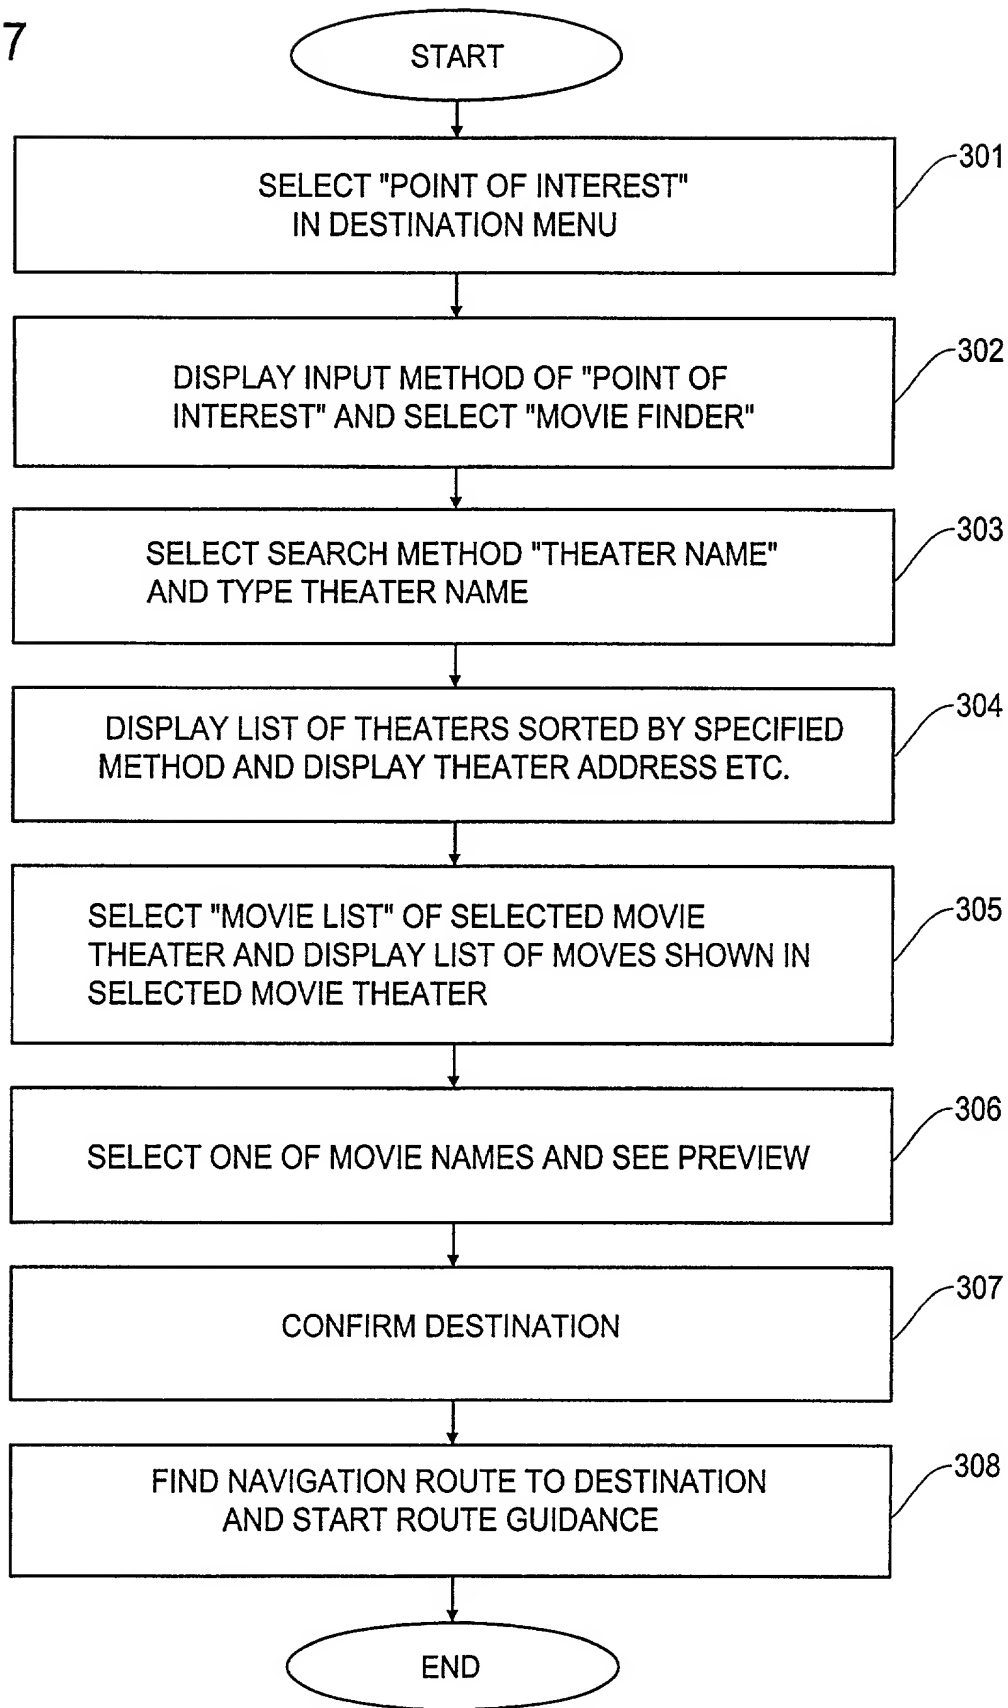 7
START
SELECT "POINT OF INTEREST"
IN DESTINATION MENU
301
DISPLAY INPUT METHOD OF "POINT OF
INTEREST" AND SELECT "MOVIE FINDER"
302
SELECT SEARCH METHOD "THEATER NAME"
AND TYPE THEATER NAME
303
DISPLAY LIST OF THEATERS SORTED BY SPECIFIED
METHOD AND DISPLAY THEATER ADDRESS ETC.
304
SELECT "MOVIE LIST" OF SELECTED MOVIE
THEATER AND DISPLAY LIST OF MOVES SHOWN IN
SELECTED MOVIE THEATER
305
SELECT ONE OF MOVIE NAMES AND SEE PREVIEW
306
CONFIRM DESTINATION
307
FIND NAVIGATION ROUTE TO DESTINATION
AND START ROUTE GUIDANCE
308
END